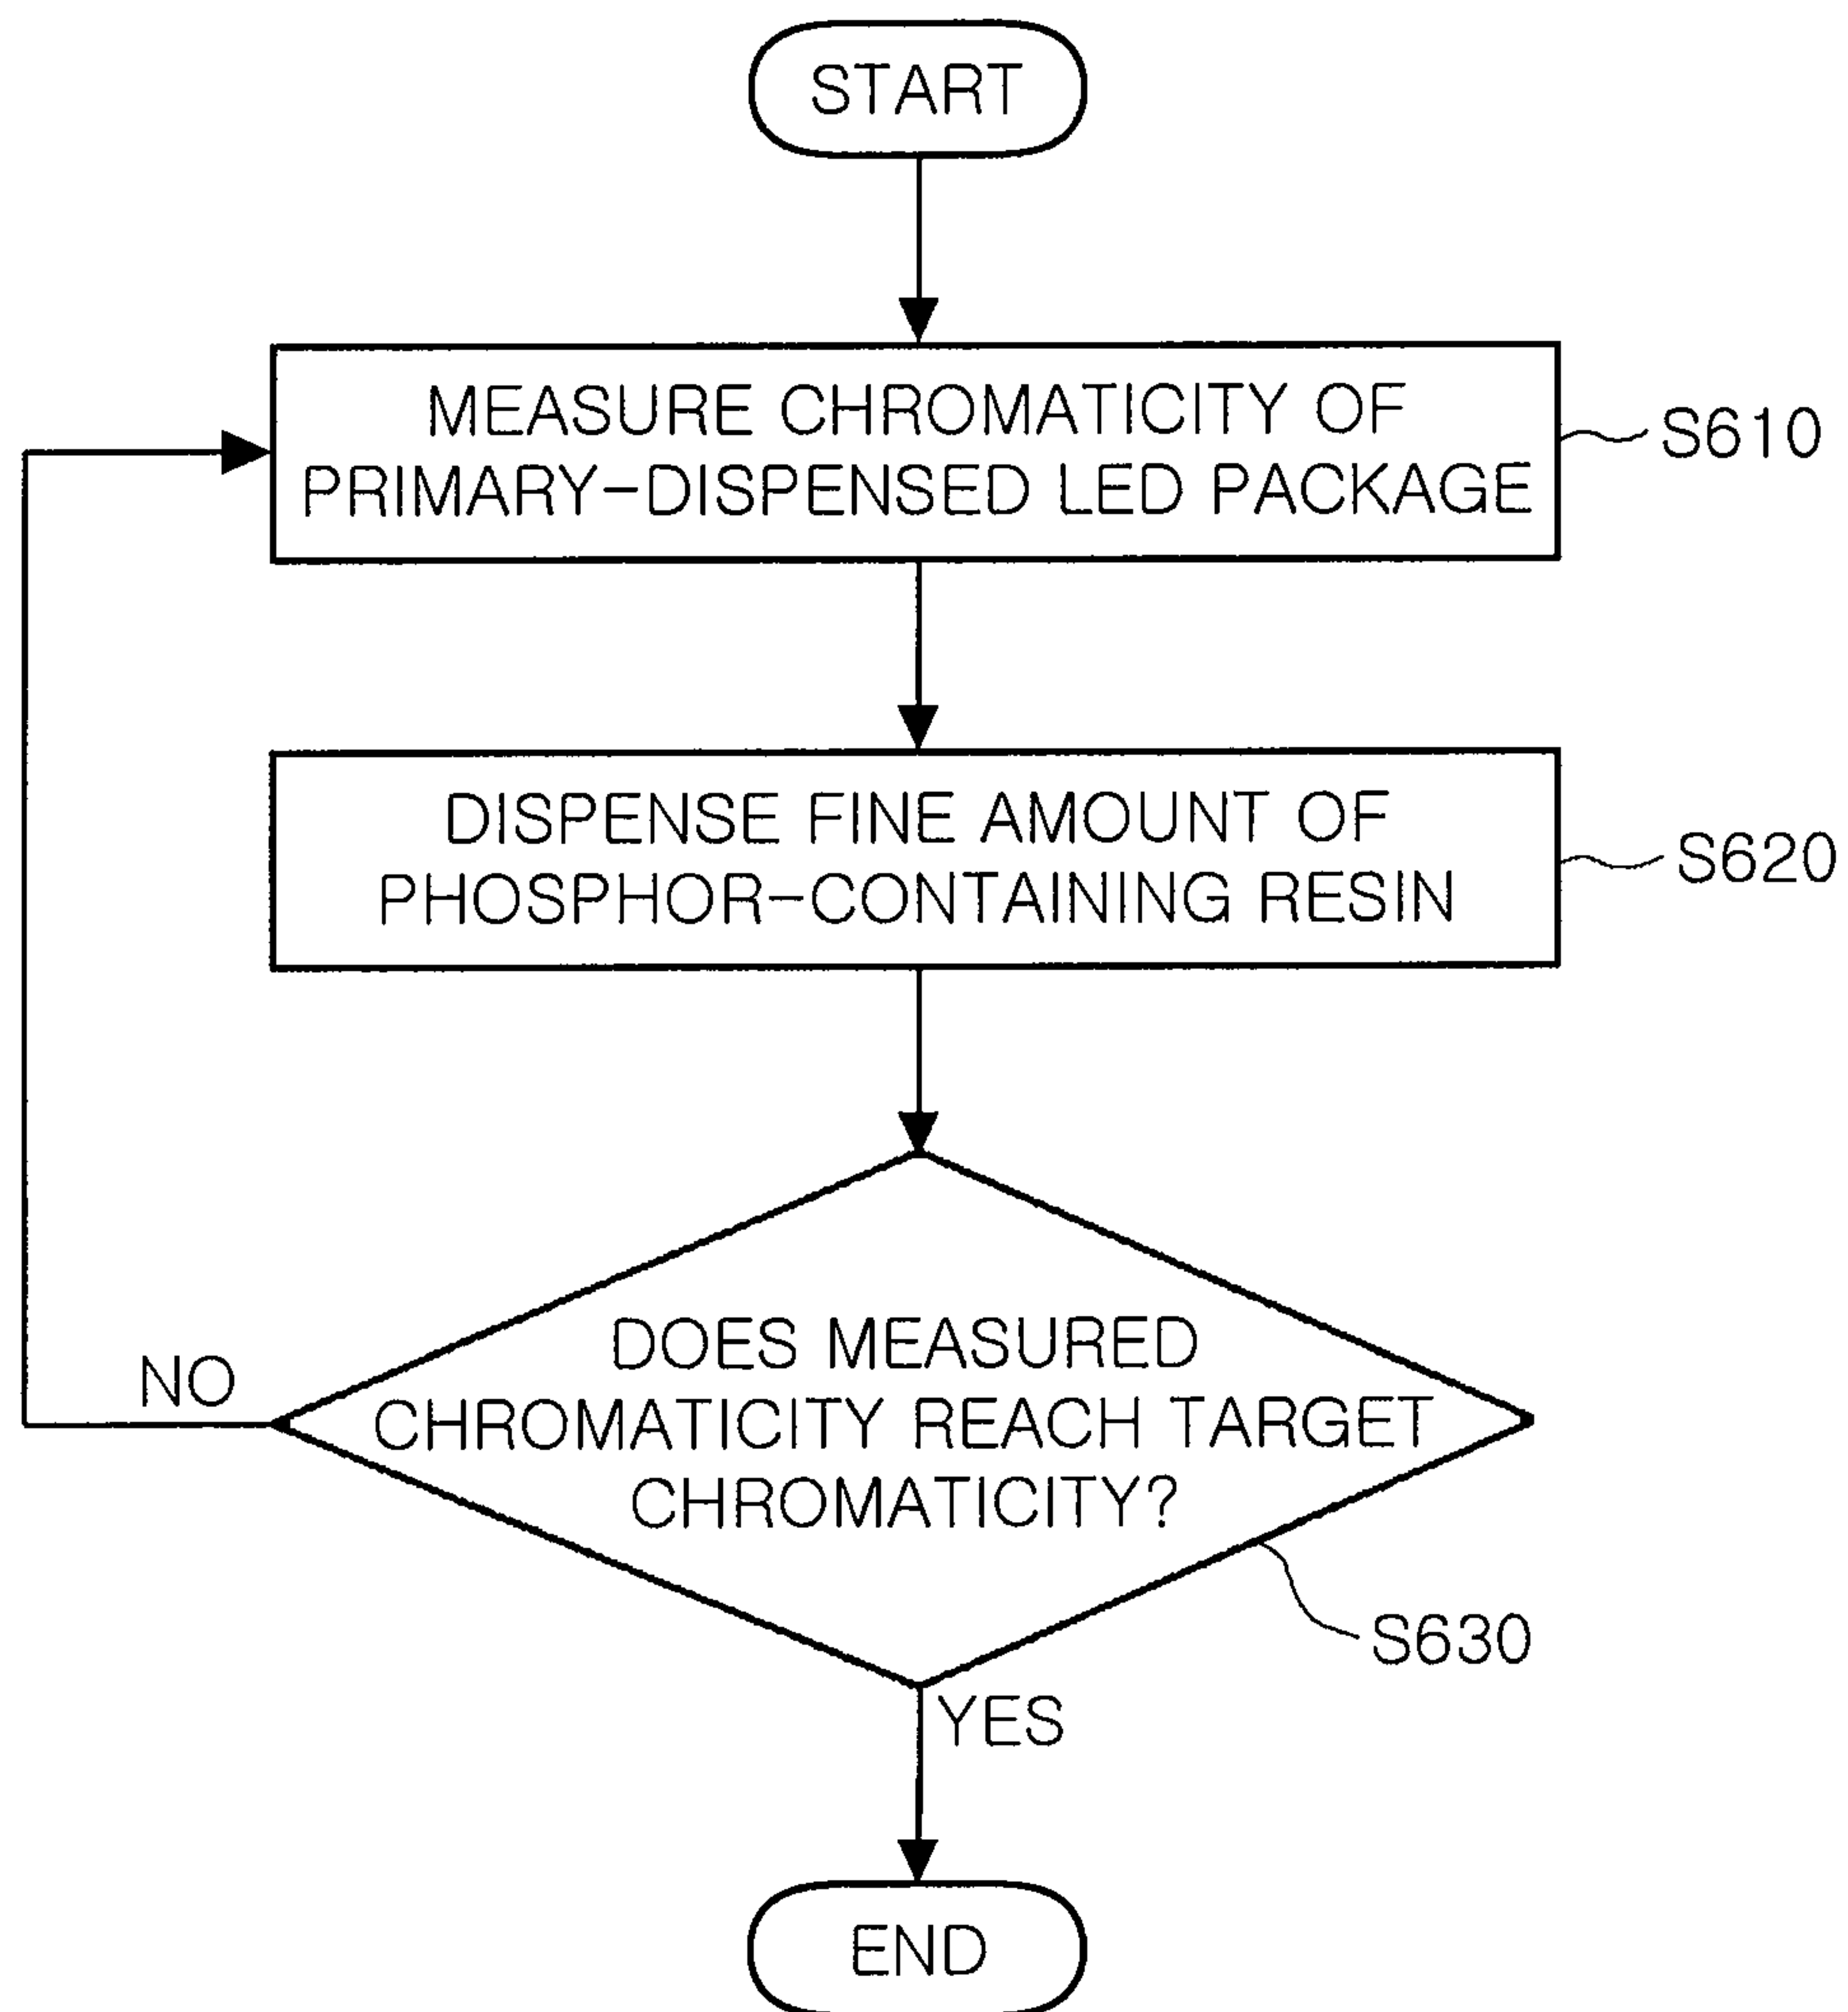 START
MEASURE CHROMATICITY OF
PRIMARY-DISPENSED LED PACKAGE
S610
DISPENSE FINE AMOUNT OF
PHOSPHOR-CONTAINING RESIN
S620
DOES MEASURED
CHROMATICITY REACH TARGET
CHROMATICITY?
NO
S630
YES
END